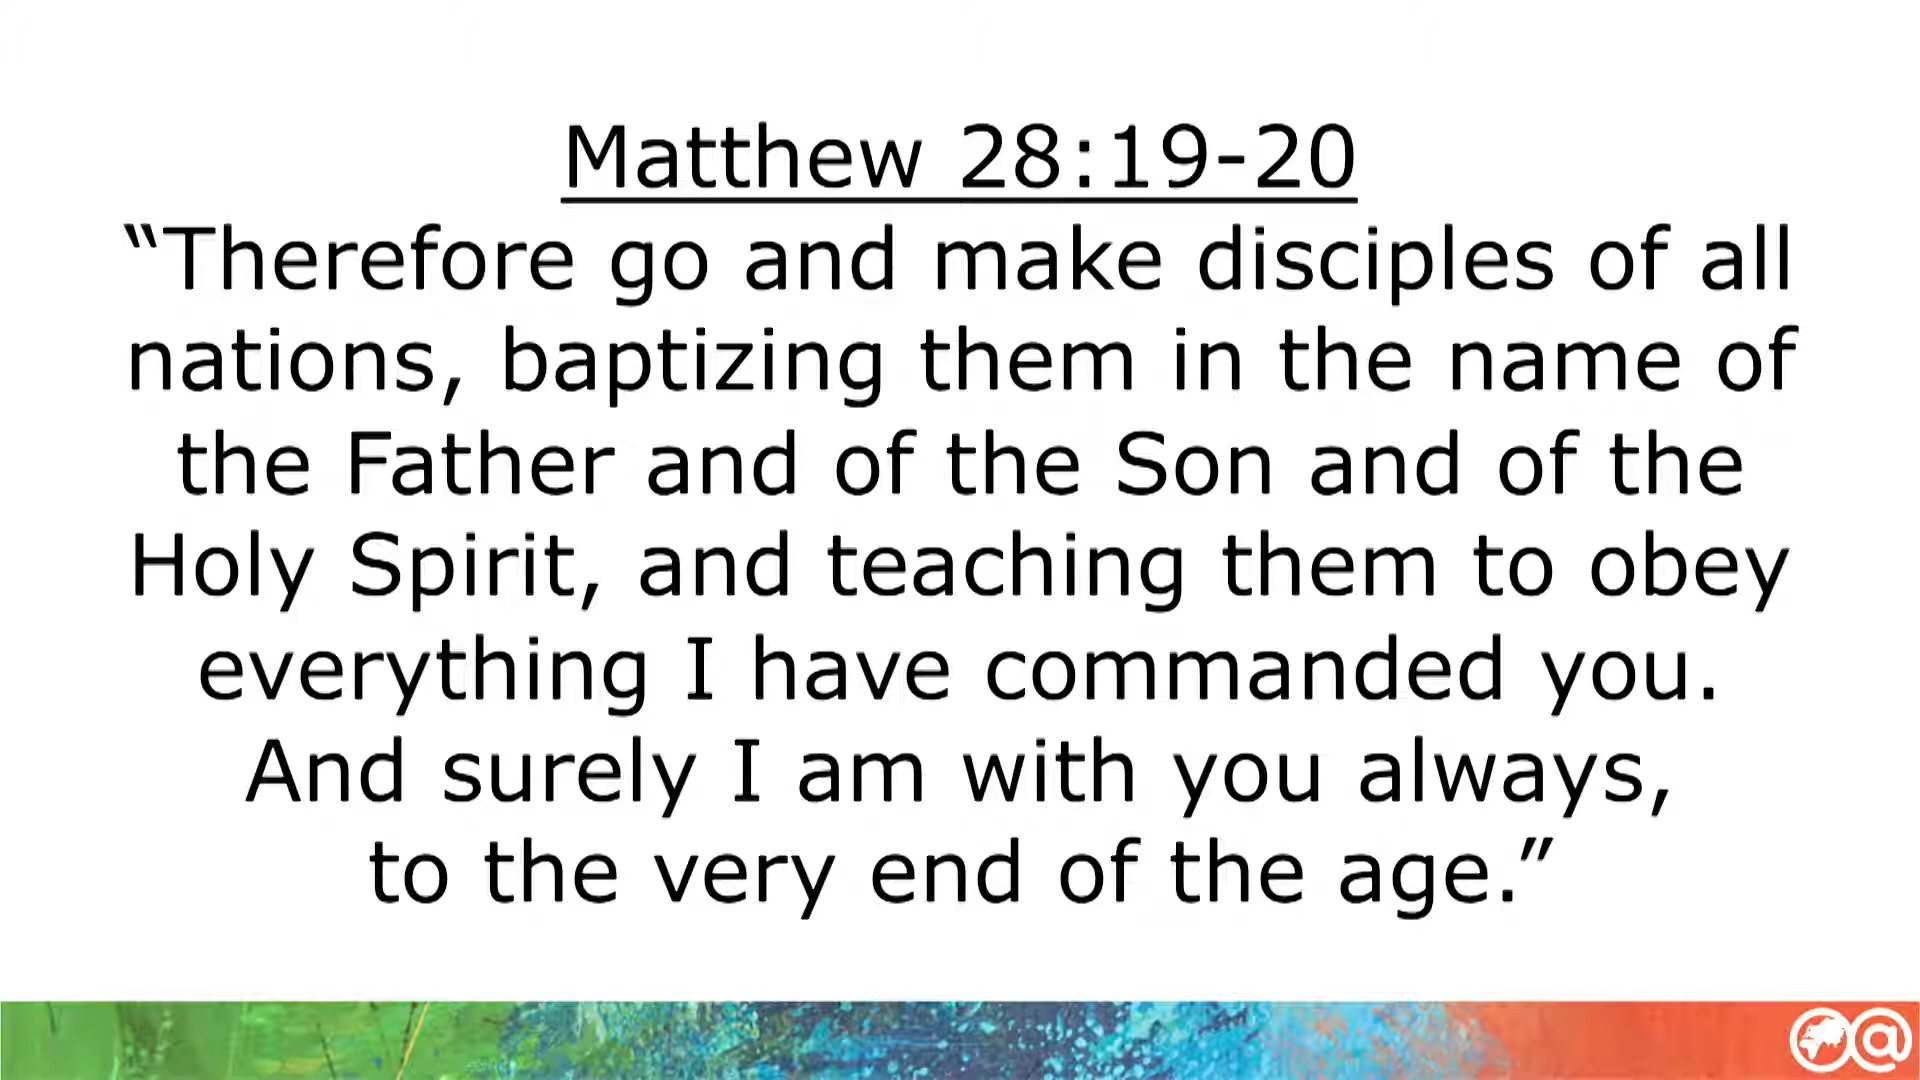 Matthew 28:19-20
“Therefore go and make disciples of all
nations, baptizing them in the name of
the Father and of the Son and of the
Holy Spirit, and teaching them to obey
everything I have commanded you.
And surely I am with you always,
to the very end of the age.”
@